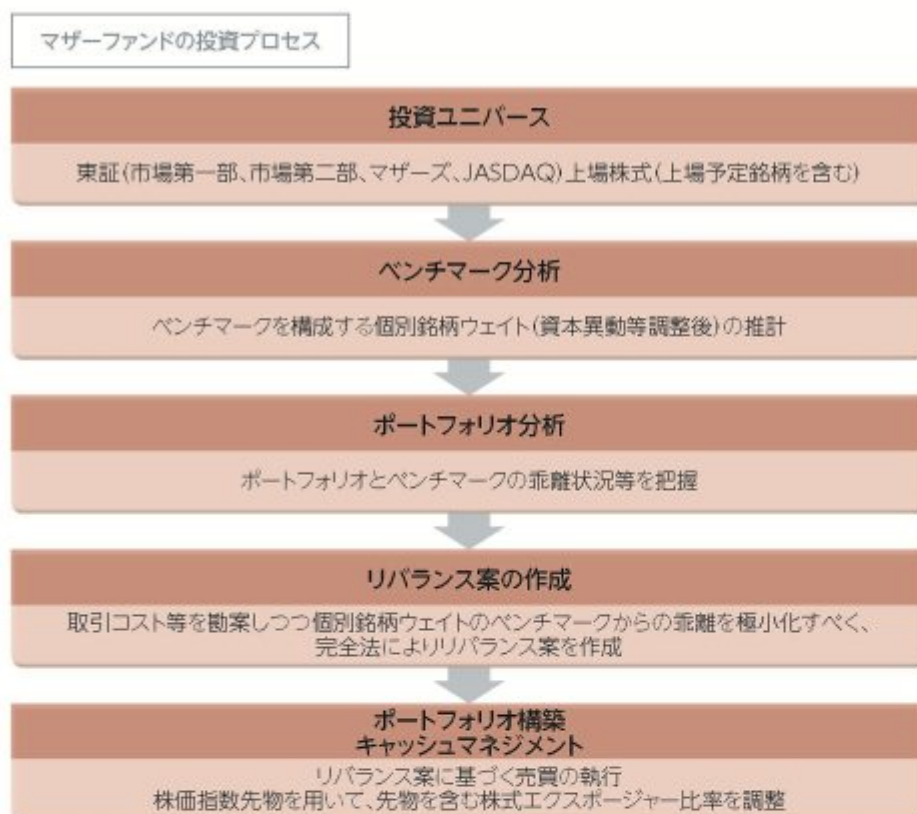 マザーファンドの投資プロセス
投資ユニバース
東証(市場第一部、市場第二部、マザーズ、JASDAQ)上場株式(上場予定銘柄を含む)
ベンチマーク分析
ベンチマークを構成する個別銘柄ウェイト(資本異動等調整後)の推計
ポートフォリオ分析
ポートフォリオとベンチマークの乖離状況等を把握
リバランス案の作成
取引コスト等を勘案しつつ個別銘柄ウェイトのベンチマークからの乖離を極小化すべく、
完全法によりリバランス案を作成
ポートフォリオ構築
キャッシュマネジメント
リバランス案に基づく売買の執行
株価指数先物を用いて、先物を含む株式エクスポージャー比率を調整